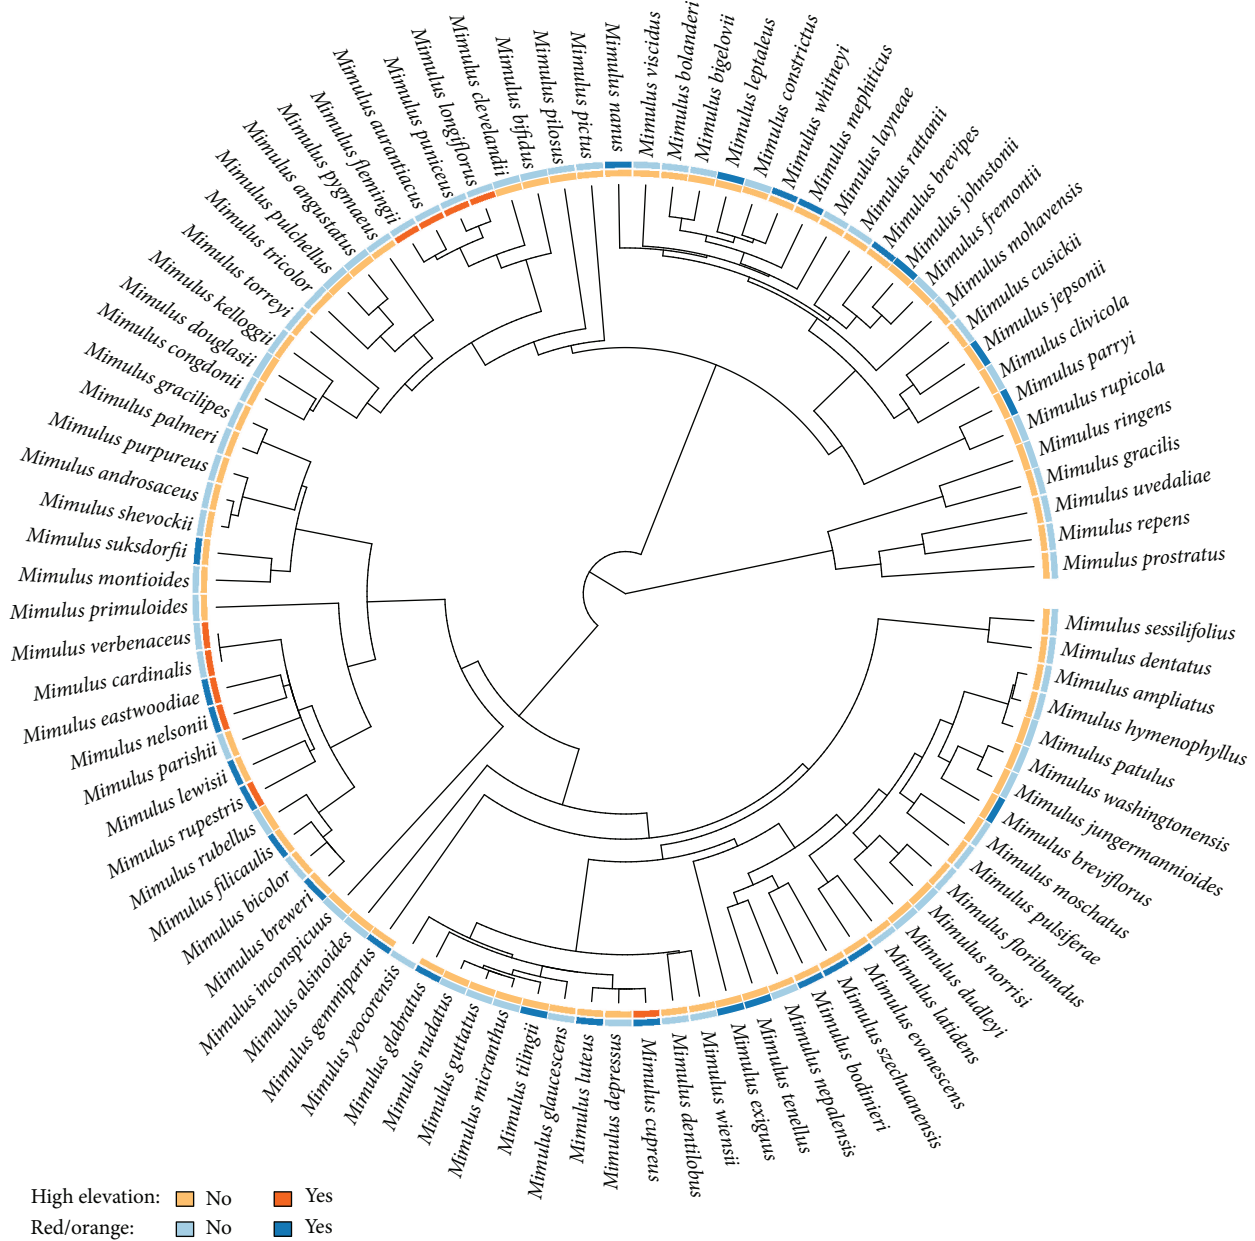 Mimulus nanus
Mimulus viscidus
Mimulus bolanderi
Mimulus bigelovii
Mimulus leptaleus
Mimulus constrictus
Mimulus whitneyi
Mimulus mephiticus
Mimulus layneae
Mimulus rattanii
Mimulus brevipes
Mimulus johnstonii
Mimulus fremontii
Mimulus mohavensis
Mimulus cusickii
Mimulus jepsonii
Mimulus clivicola
Mimulus parryi
Mimulus rupicola
Mimulus ringens
Mimulus gracilis
Mimulus uvedaliae
Mimulus repens
Mimulus prostratus
Mimulus sessilifolius
Mimulus dentatus
Mimulus ampliatus
Mimulus hymenophyllus
Mimulus patulus
Mimulus washingtonensis
Mimulus jungermannioides
Mimulus breviflorus
Mimulus moschatus
Mimulus pulsiferae
Mimulus floribundus
Mimulus norrisi
Mimulus dudleyi
Mimulus latidens
Mimulus evanescens
Mimulus szechuanensis
Mimulus bodinieri
Mimulus nepalensis
Mimulus tenellus
Mimulus exiguus
Mimulus wiensii
Mimulus dentilobus
Mimulus cupreus
Mimulus depressus
Mimulus luteus
Mimulus glaucescens
Mimulus tilingii
Mimulus micranthus
Mimulus guttatus
Mimulus nudatus
Mimulus glabratus
Mimulus yeocorensis
Mimulus gemmiparus
Mimulus alsinoides
Mimulus inconspicuus
Mimulus breweri
Mimulus bicolor
Mimulus filicaulis
Mimulus rubellus
Mimulus rupestris
Mimulus lewisii
Mimulus parishii
Mimulus nelsonii
Mimulus eastwoodiae
Mimulus cardinalis
Mimulus verbenaceus
Mimulus primuloides
Mimulus montioides
Mimulus suksdorfii
Mimulus shevockii
Mimulus androsaceus
Mimulus purpureus
Mimulus palmeri
Mimulus gracilipes
Mimulus congdonii
Mimulus douglasii
Mimulus kelloggii
Mimulus torreyi
Mimulus tricolor
Mimulus pulchellus
Mimulus angustatus
Mimulus pygmaeus
Mimulus flemingii
Mimulus aurantiacus
Mimulus puniceus
Mimulus longiflorus
Mimulus clevelandii
Mimulus bifidus
Mimulus pilosus
Mimulus pictus
High elevation: No Yes
Red/orange: No Yes